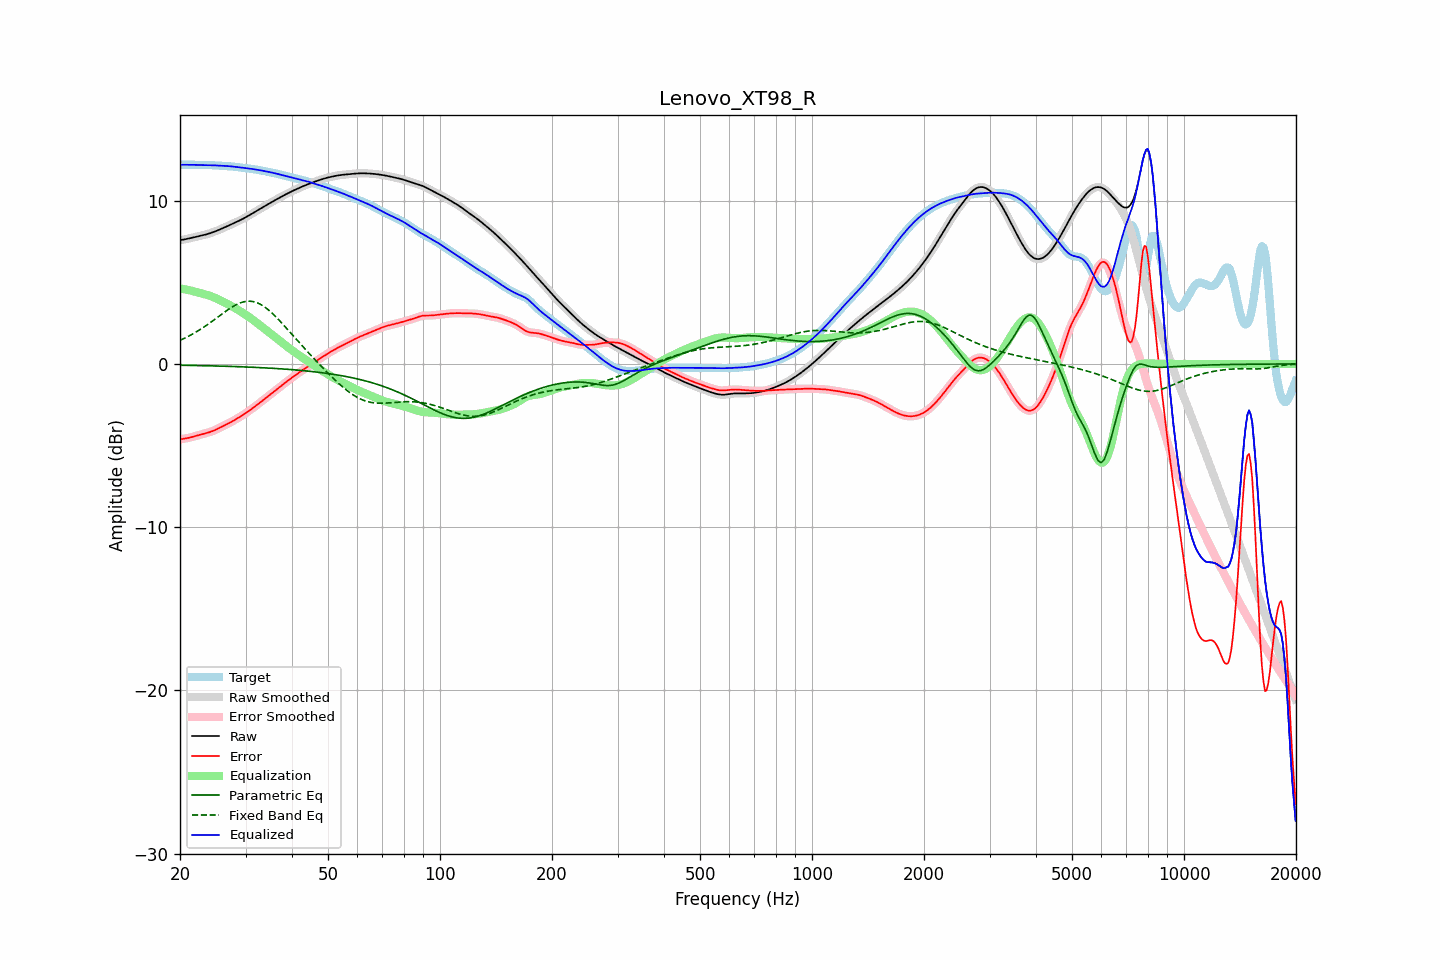 Lenovo_XT98_R
Amplitude (dBr)
10
0
−10
−20
−30
Target
Raw Smoothed
Error Smoothed
Raw
Error
Equalization
Parametric Eq
Fixed Band Eq
Equalized
20 50 100 200 500 1000 2000 5000 10000 20000
Frequency (Hz)